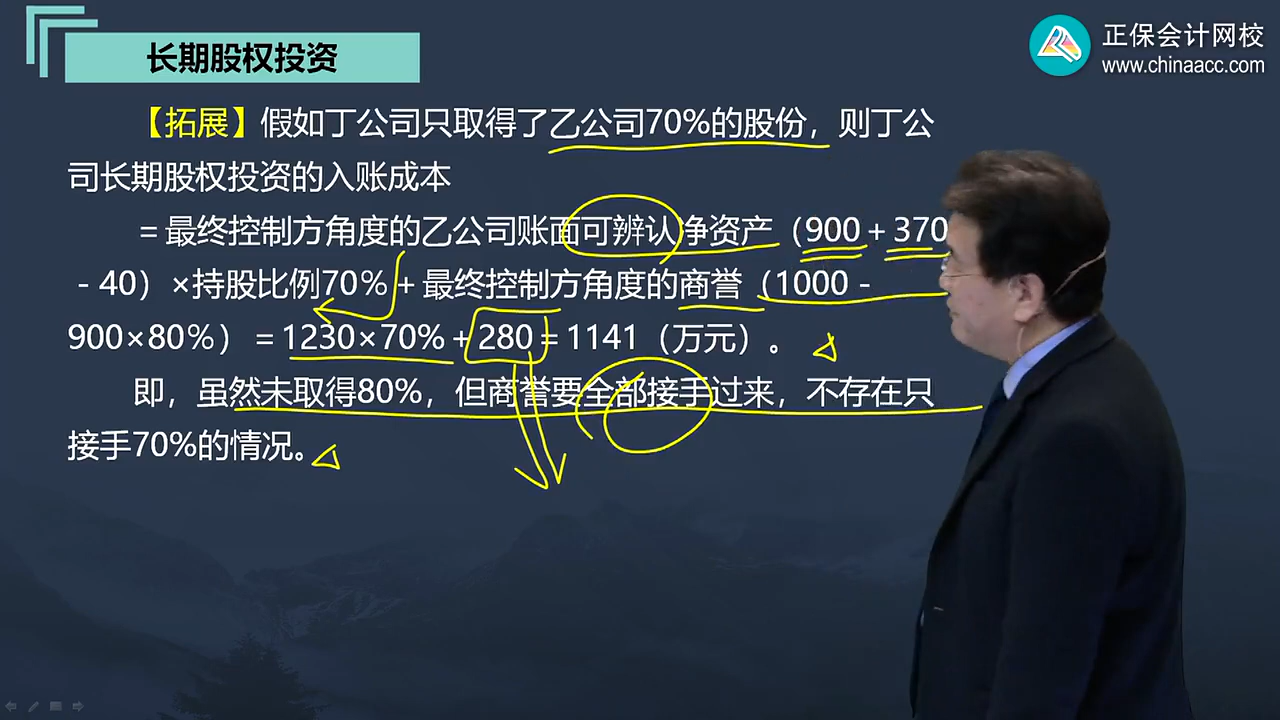 长期股权投资
正保会计网校
www.chinaacc.com
【拓展】假如丁公司只取得了乙公司70%的股份，则丁公
司长期股权投资的入账成本
＝最终控制方角度的乙公司账面可辨认净资产（900＋370
－40）×持股比例70%＋最终控制方角度的商誉（1000－
900×80%）＝1230×70%＋280＝1141（万元）。
即，虽然未取得80%，但商誉要全部接手过来，不存在只
接手70%的情况。